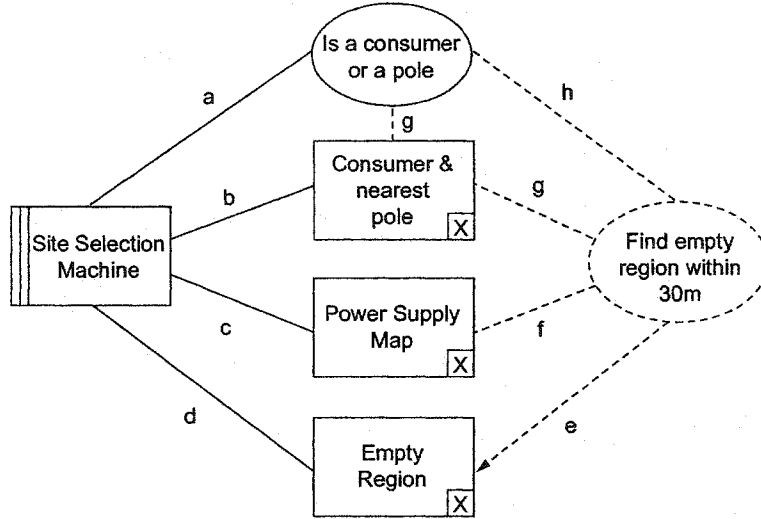 Is a consumer
or a pole
a
h
g
Consumer &
nearest
pole
X
b
g
Site Selection
Machine
Find empty
region within
30m
Power Supply
Map
X
c
f
d
e
Empty
Region
X